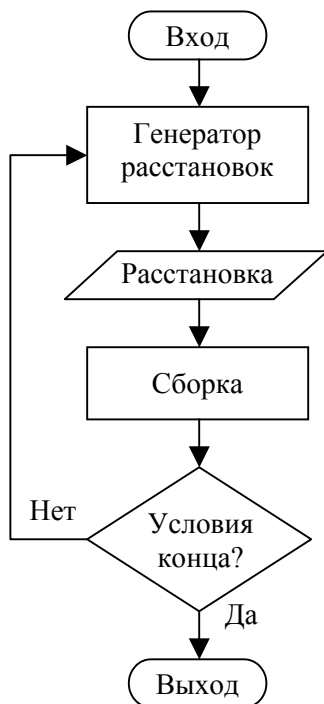 Вход
Генератор
расстановок
Расстановка
Сборка
Нет
Условия
конца?
Да
Выход